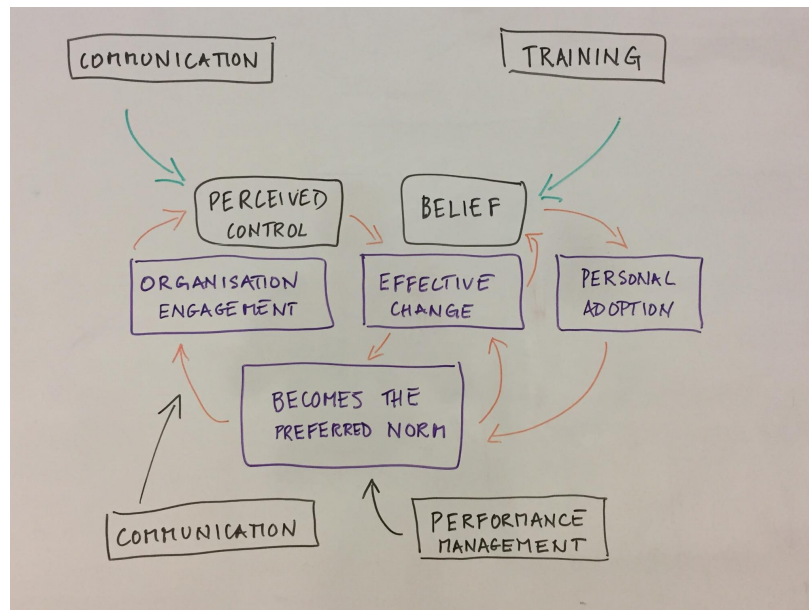 COMMUNICATION
TRAINING
PERCEIVED
CONTROL
BELIEF
ORGANISATION
ENGAGEMENT
EFFECTIVE
CHANGE
PERSONAL
ADOPTION
BECOMES THE
PREFERRED NORM
COMMUNICATION
PERFORMANCE
MANAGEMENT